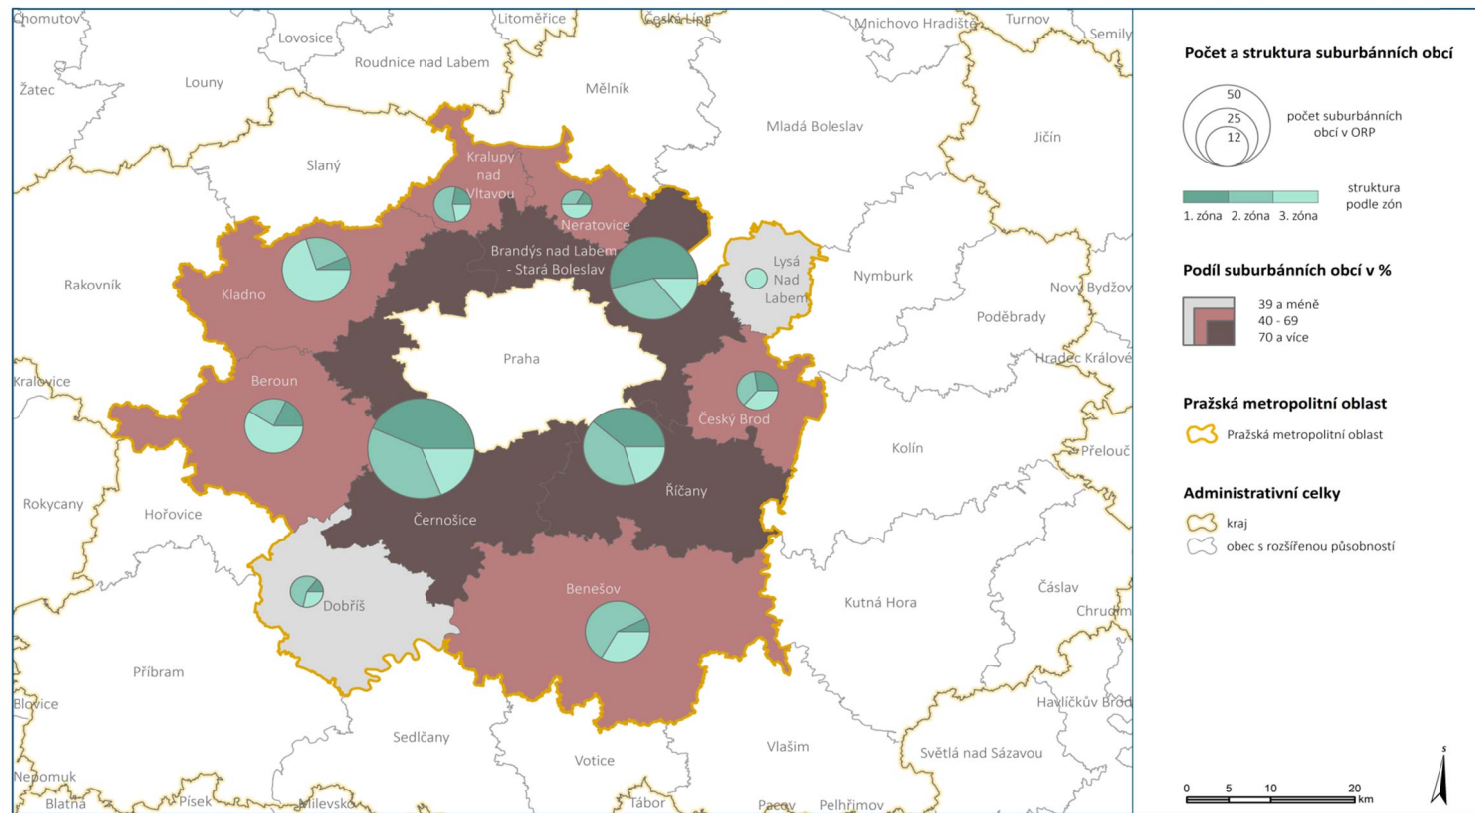 Chomutov
Litoměřice
Česká Lípa
Mnichovo Hradiště
Turnov
Semily
Lovosice
Roudnice nad Labem
Žatec
Louny
Mělník
Mladá Boleslav
Jičín
Slaný
Kralupy
nad
Vltavou
Neratovice
Brandýs nad Labem
- Stará Boleslav
Lysá
Nad
Labem
Nymburk
Nový Bydžov
Rakovník
Kladno
Poděbrady
Praha
Hradec Králové
Kralovice
Beroun
Český Brod
Kolín
Přelouč
Rokycany
Hořovice
Černošice
Říčany
Čáslav
Dobříš
Benešov
Kutná Hora
Chrudim
Příbram
Blovice
Havlíčkův Brod
Sedlčany
Votice
Vlašim
Světlá nad Sázavou
Nepomuk
Blatná
Písek
Milevsko
Tábor
Pacov
Pelhřimov
Počet a struktura suburbánních obcí
50
25
12
počet suburbánních
obcí v ORP
1. zóna 2. zóna 3. zóna
struktura
podle zón
Podíl suburbánních obcí v %
39 a méně
40 - 69
70 a více
Pražská metropolitní oblast
Pražská metropolitní oblast
Administrativní celky
kraj
obec s rozšířenou působností
0 5 10 20
km
s